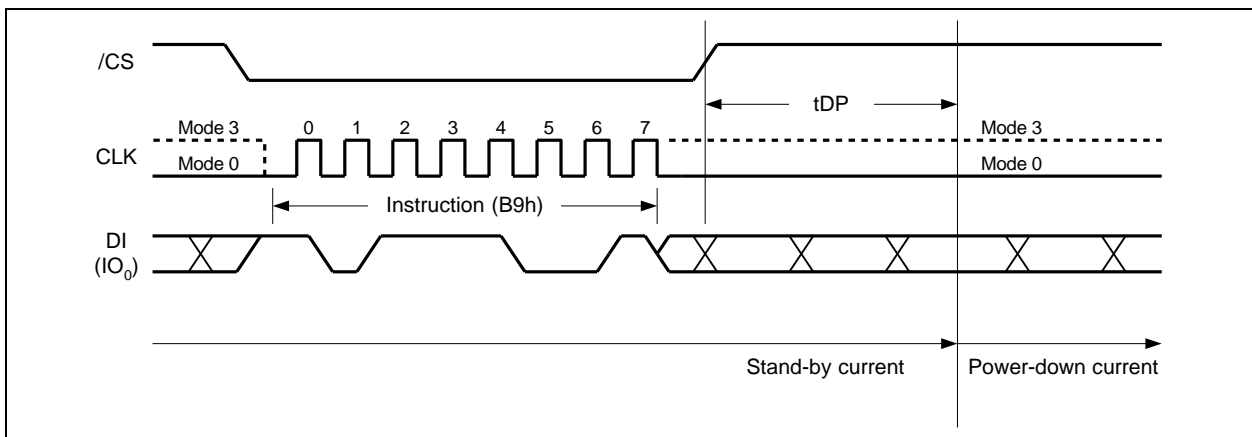 /CS
tDP
Mode 3
0 1 2 3 4 5 6 7
Mode 3
CLK
Mode 0
Mode 0
Instruction (B9h)
DI
(IO0)
Stand-by current
Power-down current